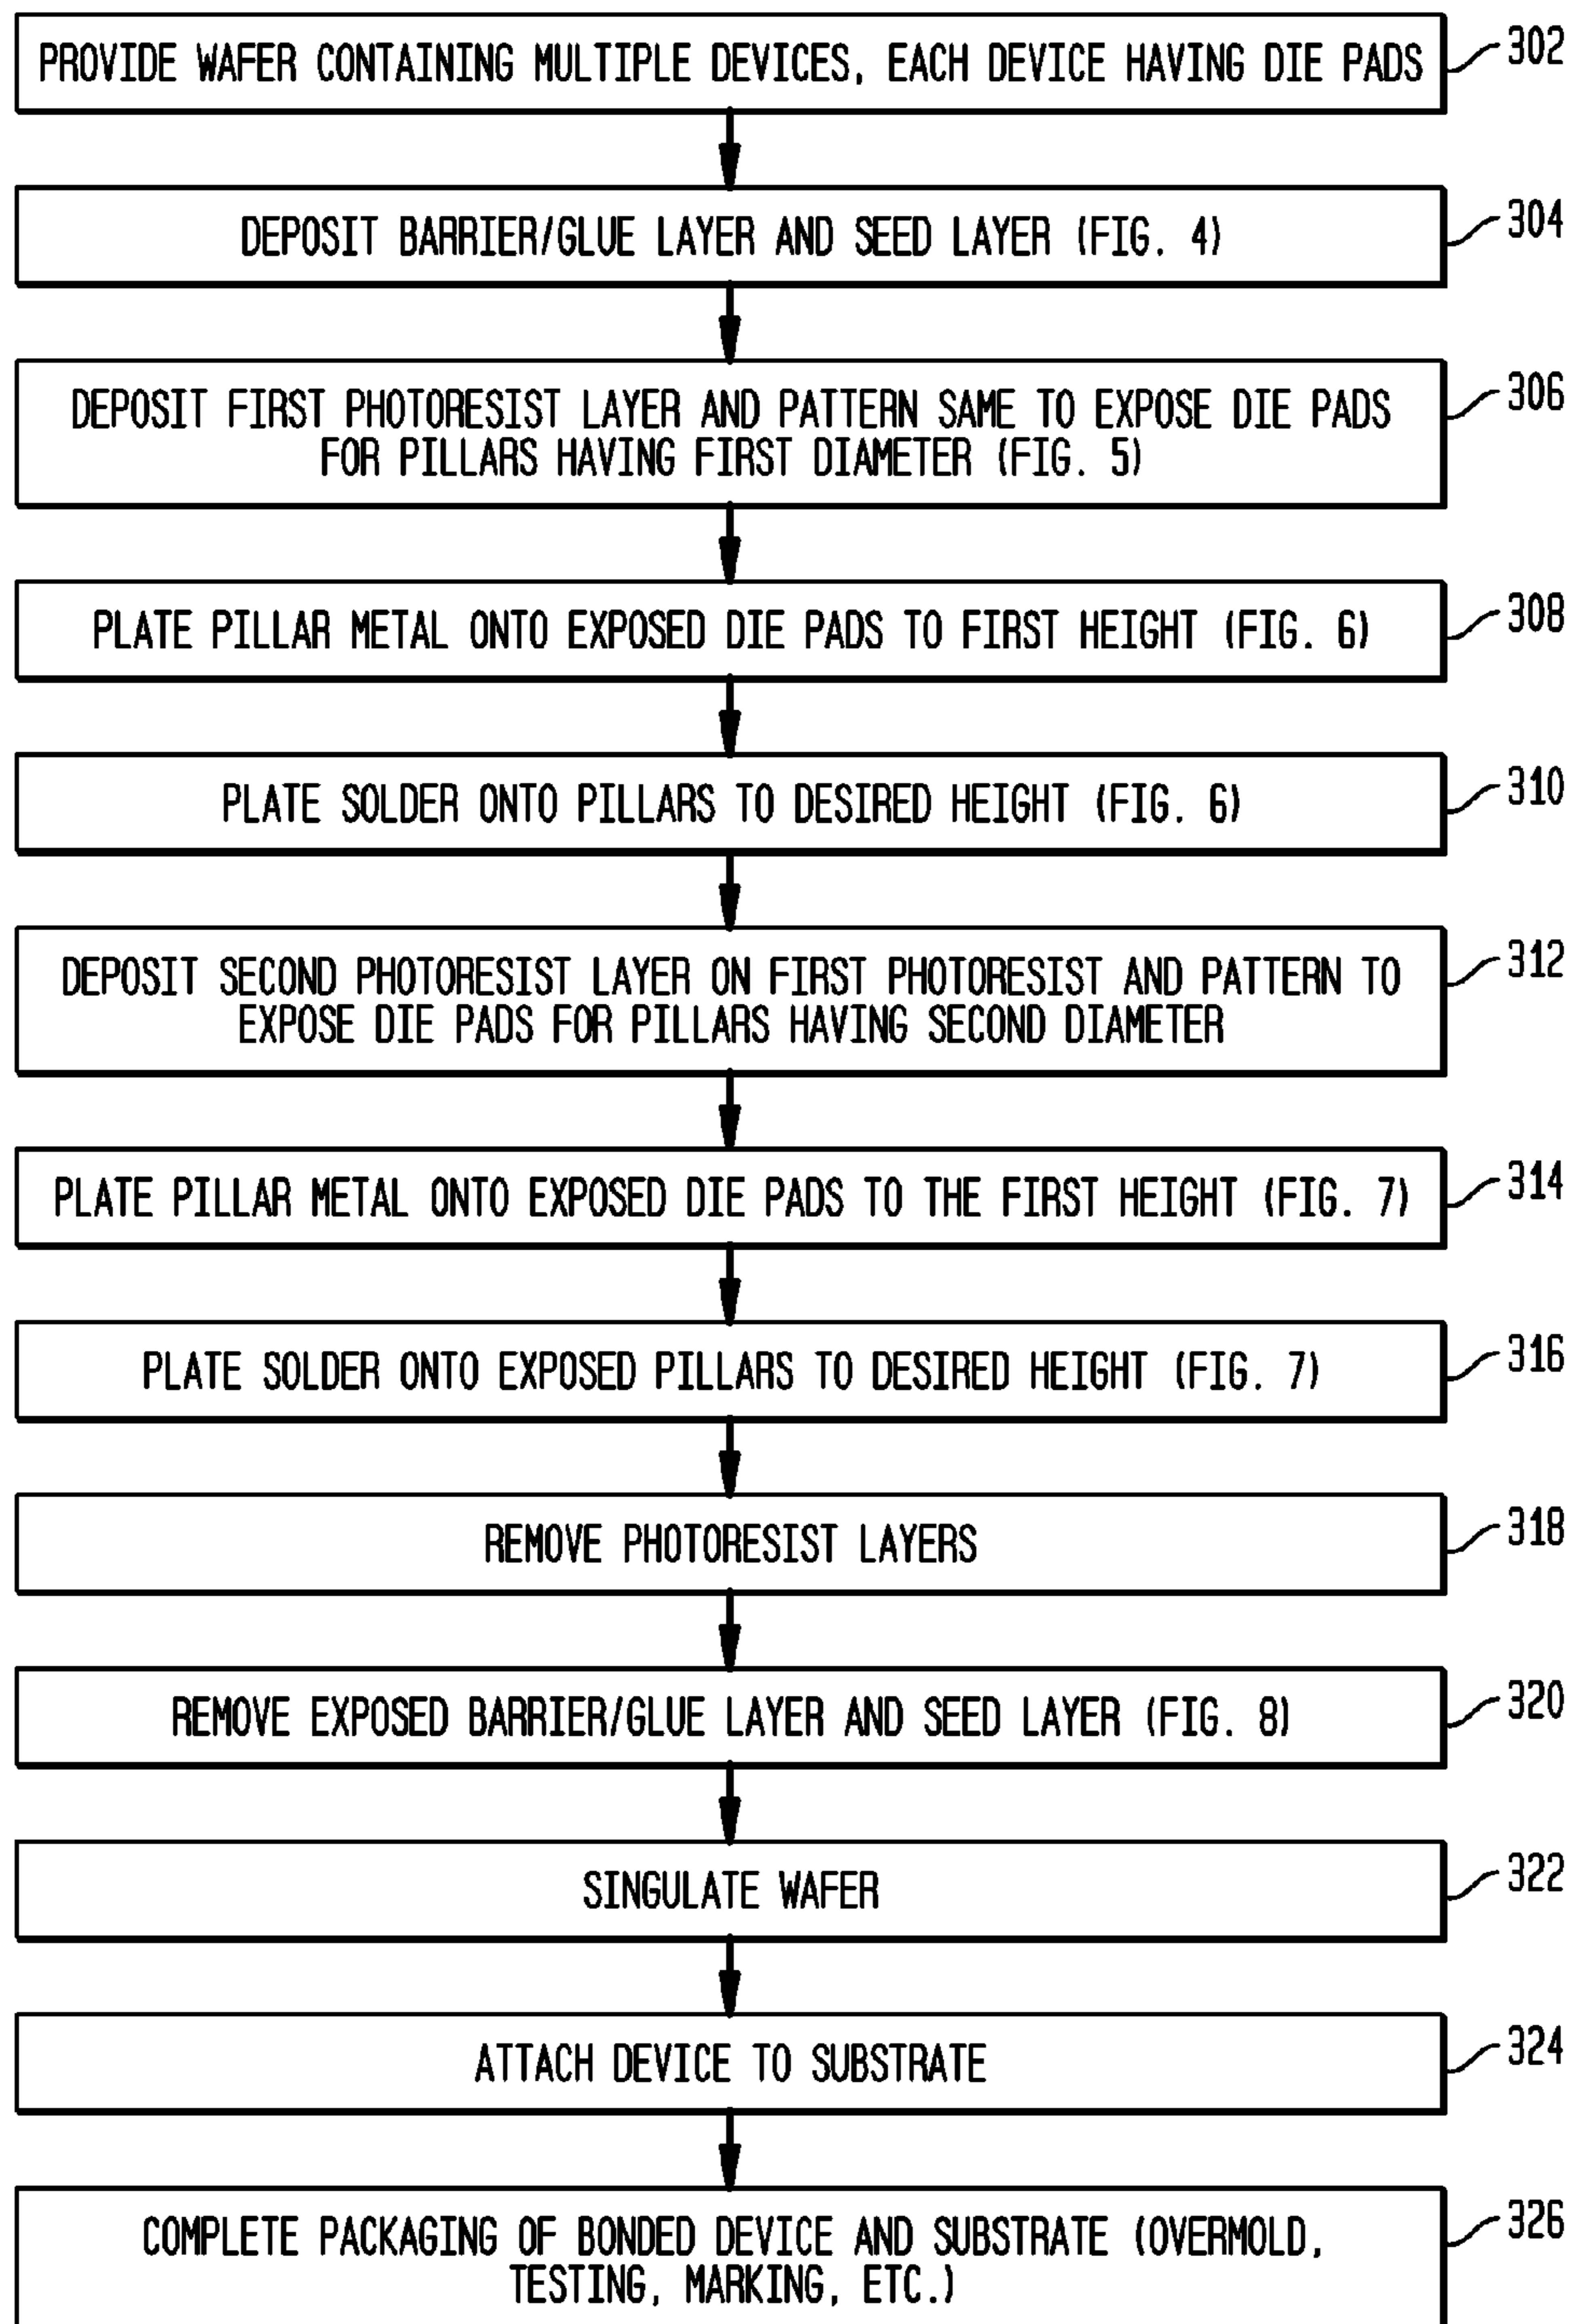 PROVIDE WAFER CONTAINING MULTIPLE DEVICES, EACH DEVICE HAVING DIE PADS
302
DEPOSIT BARRIER/GLUE LAYER AND SEED LAYER (FIG. 4)
304
DEPOSIT FIRST PHOTORESIST LAYER AND PATTERN SAME TO EXPOSE DIE PADS
FOR PILLARS HAVING FIRST DIAMETER (FIG. 5)
306
PLATE PILLAR METAL ONTO EXPOSED DIE PADS TO FIRST HEIGHT (FIG. 6)
308
PLATE SOLDER ONTO PILLARS TO DESIRED HEIGHT (FIG. 6)
310
DEPOSIT SECOND PHOTORESIST LAYER ON FIRST PHOTORESIST AND PATTERN TO
EXPOSE DIE PADS FOR PILLARS HAVING SECOND DIAMETER
312
PLATE PILLAR METAL ONTO EXPOSED DIE PADS TO THE FIRST HEIGHT (FIG. 7)
314
PLATE SOLDER ONTO EXPOSED PILLARS TO DESIRED HEIGHT (FIG. 7)
316
REMOVE PHOTORESIST LAYERS
318
REMOVE EXPOSED BARRIER/GLUE LAYER AND SEED LAYER (FIG. 8)
320
SINGULATE WAFER
322
ATTACH DEVICE TO SUBSTRATE
324
COMPLETE PACKAGING OF BONDED DEVICE AND SUBSTRATE (OVERMOLD,
TESTING, MARKING, ETC.)
326